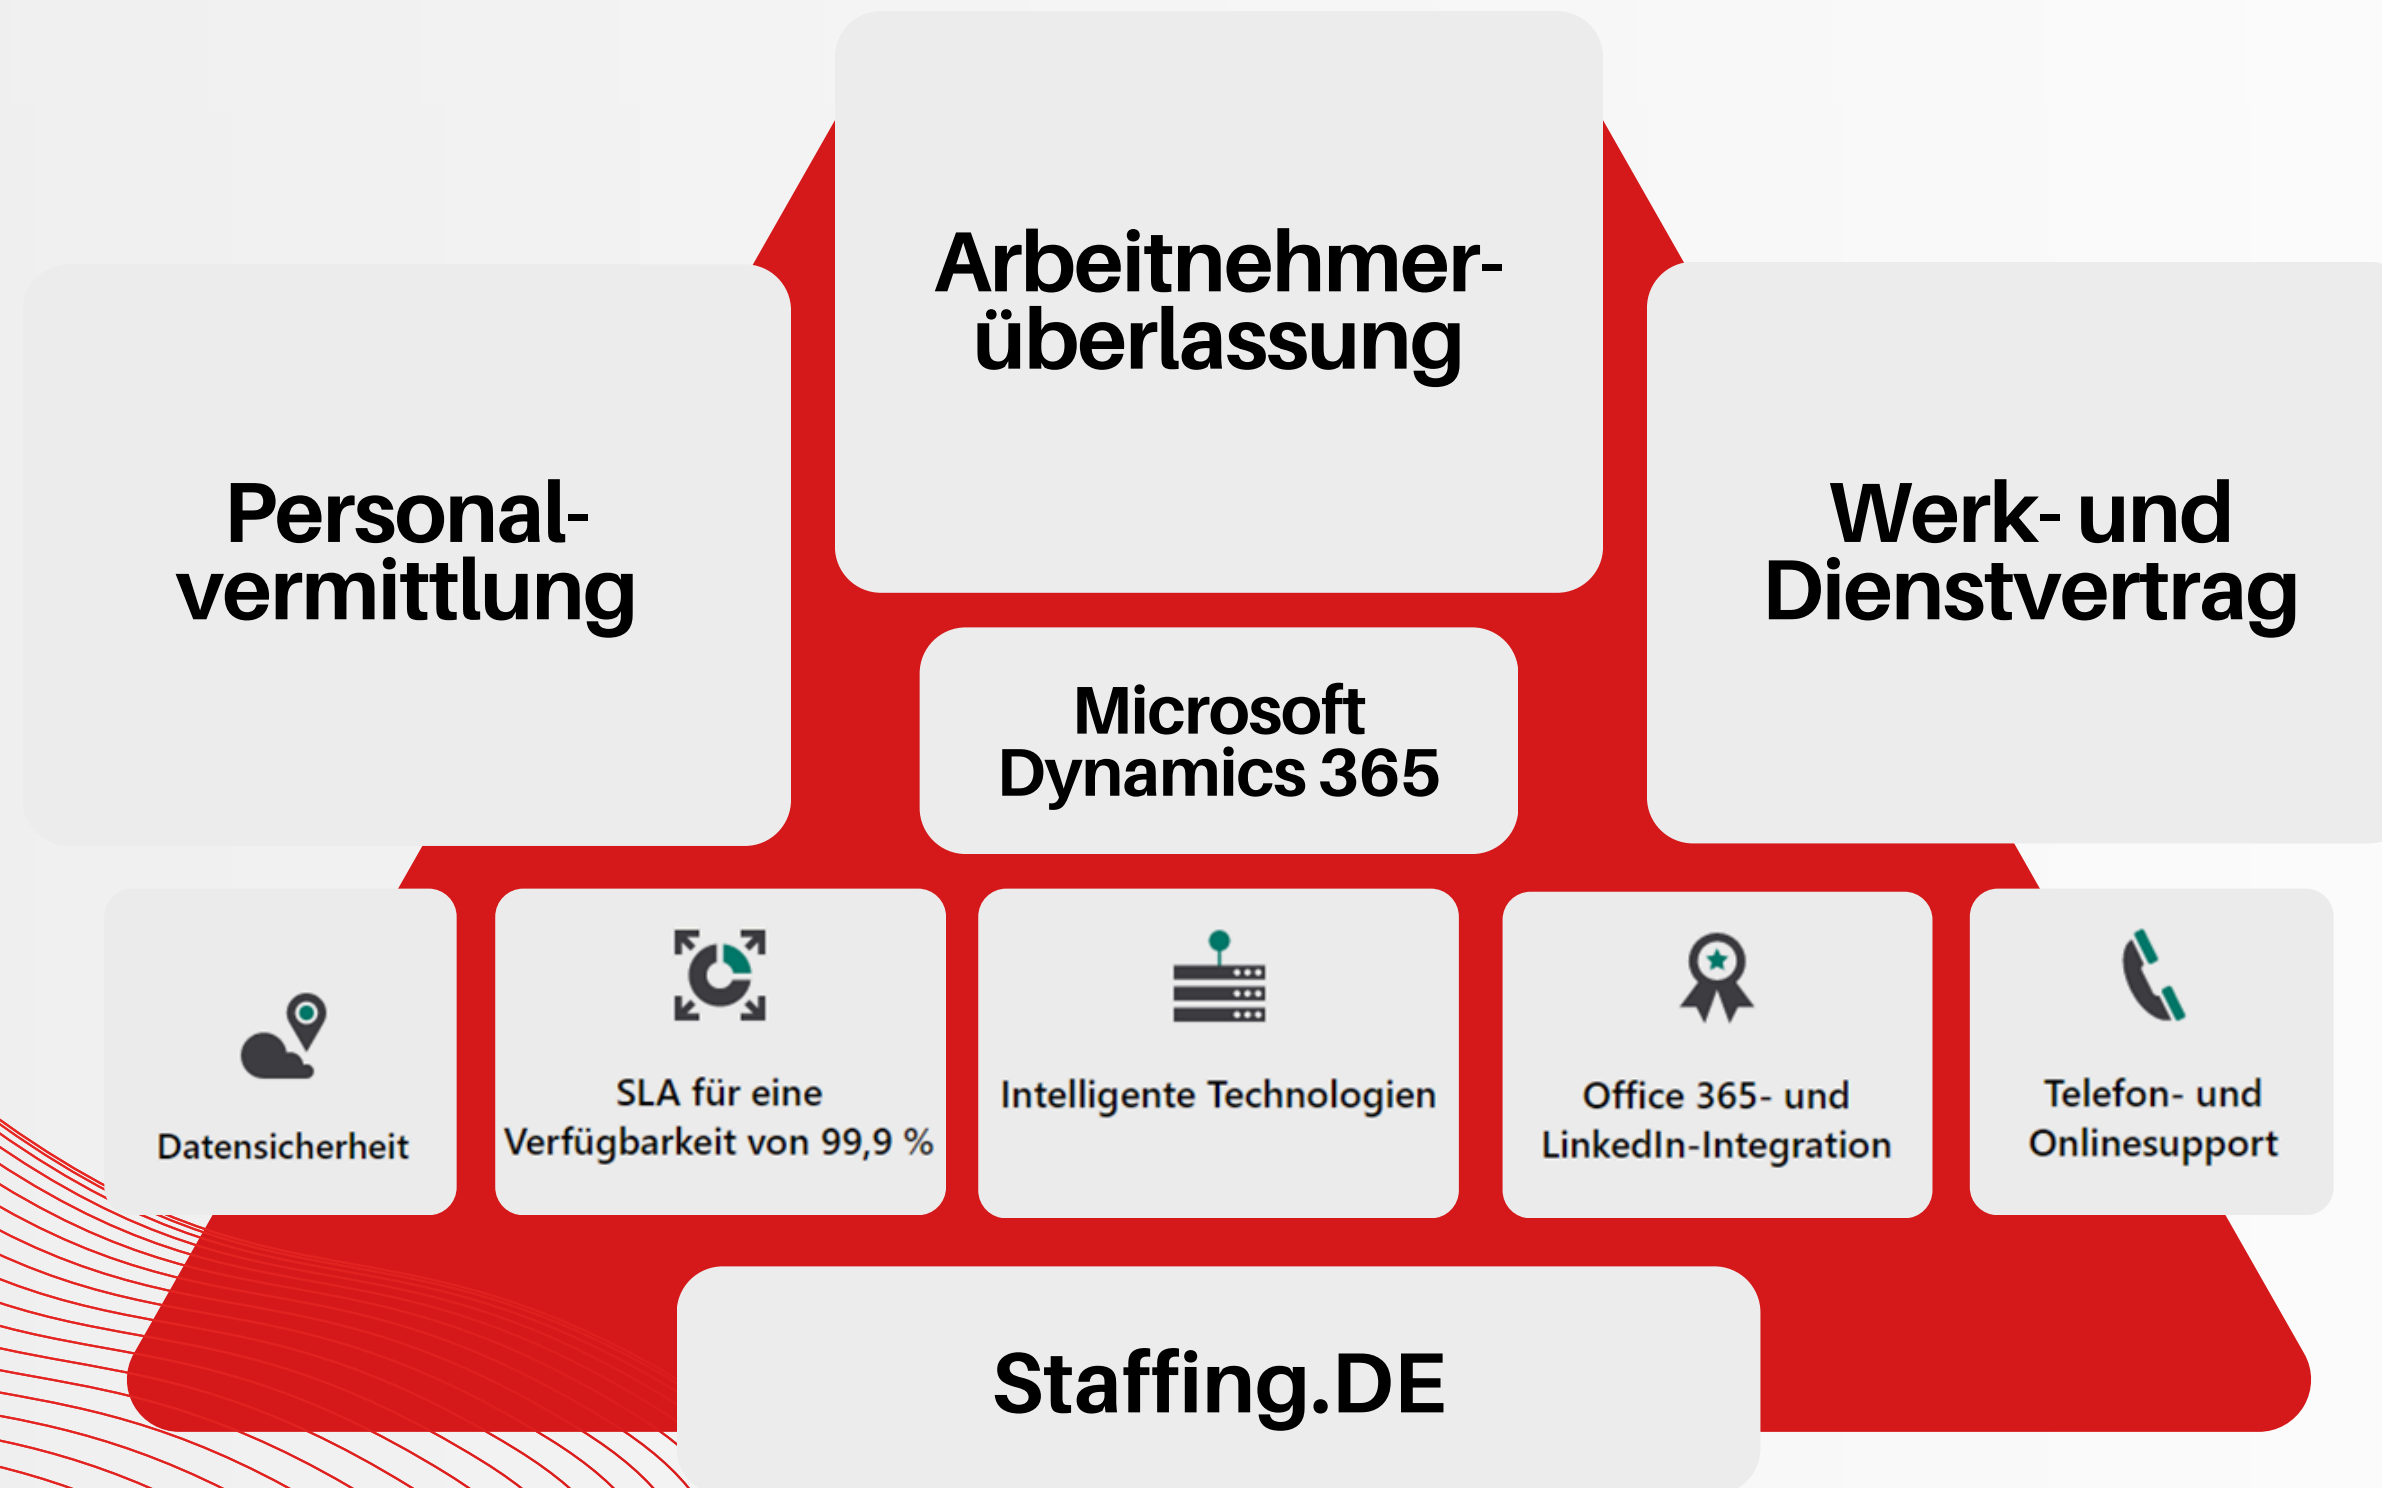 Arbeitnehmer-
überlassung
Personal-
vermittlung
Werk- und
Dienstvertrag
Microsoft
Dynamics 365
Datensicherheit
SLA für eine
Verfügbarkeit von 99,9 %
Intelligente Technologien
Office 365- und
LinkedIn-Integration
Telefon- und
Onlinesupport
Staffing.DE